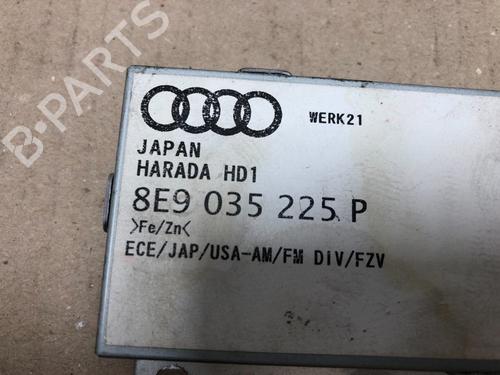 B-PARTS
WERK21
JAPAN
HARADA HD1
8E9 035 225 P
>Fe/Zn<
ECE/JAP/USA-AM/FM DIV/FZV